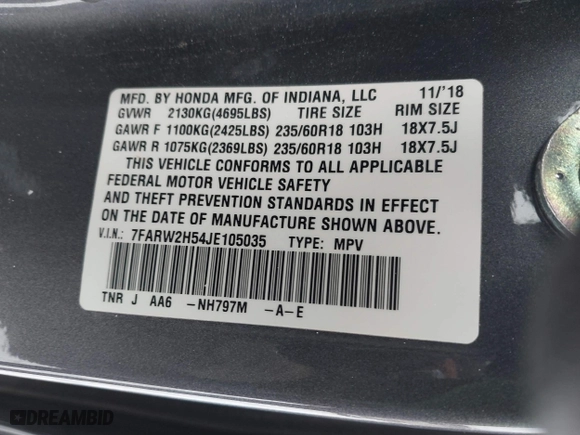 MFD. BY HONDA MFG. OF INDIANA, LLC 11/'18
GVWR 2130KG(4695LBS) TIRE SIZE RIM SIZE
GAWR F 1100KG(2425LBS) 235/60R18 103H 18X7.5J
GAWR R 1075KG(2369LBS) 235/60R18 103H 18X7.5J
THIS VEHICLE CONFORMS TO ALL APPLICABLE
FEDERAL MOTOR VEHICLE SAFETY
AND THEFT PREVENTION STANDARDS IN EFFECT
ON THE DATE OF MANUFACTURE SHOWN ABOVE.
V.I.N.: 7FARW2H54JE105035 TYPE: MPV
TNR J AA6 -NH797M -A-E
DREAMBID